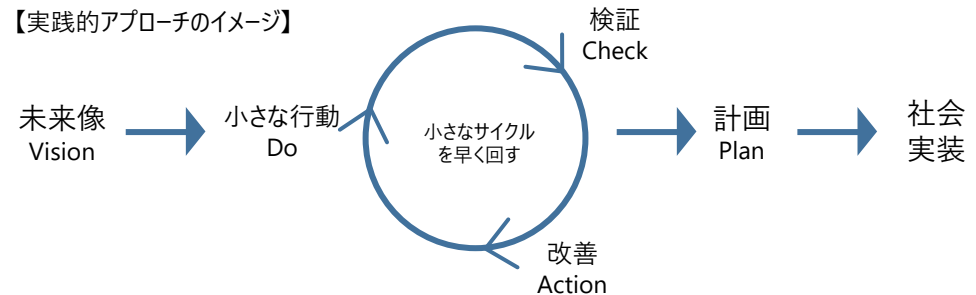 【実践的アプローチのイメージ】
未来像
Vision
小さな行動
Do
小さなサイクル
を早く回す
検証
Check
改善
Action
計画
Plan
社会
実装